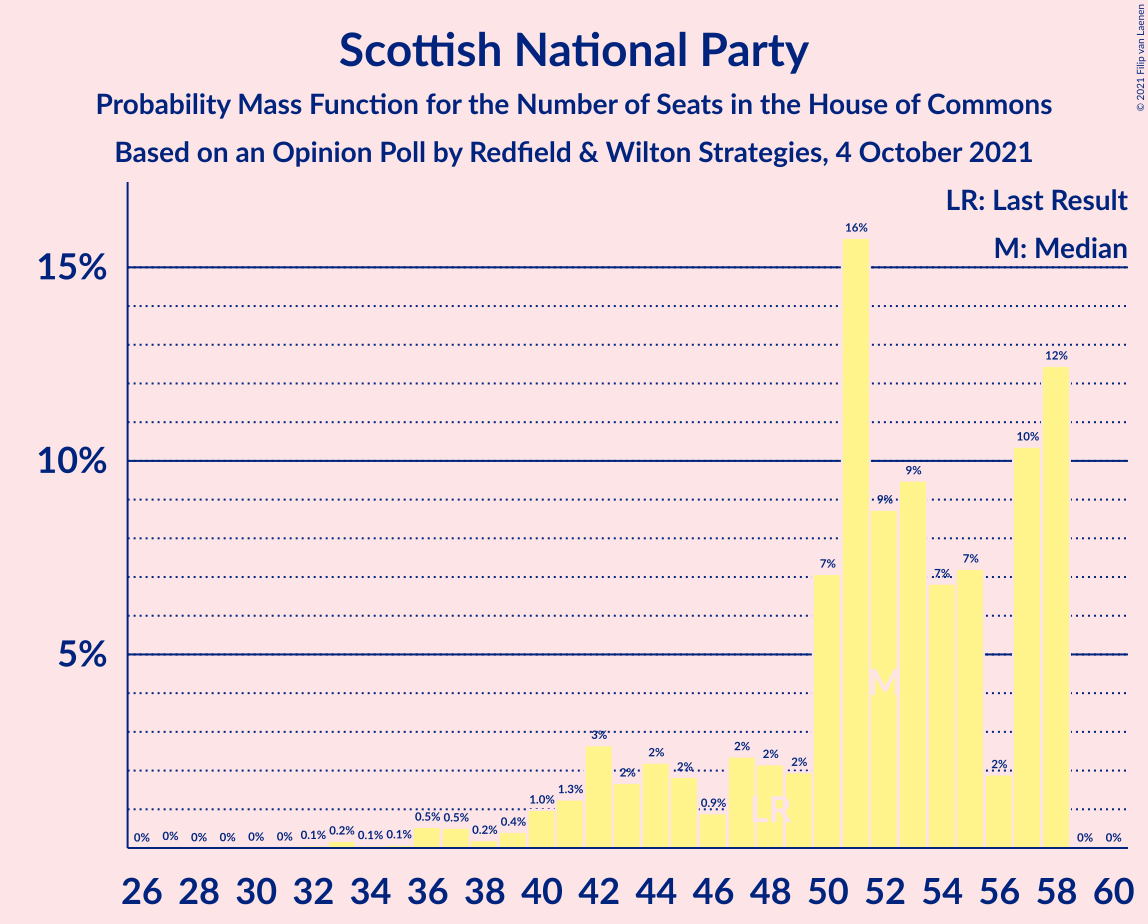 Scottish National Party
Probability Mass Function for the Number of Seats in the House of Commons
Based on an Opinion Poll by Redfield & Wilton Strategies, 4 October 2021
© 2021 Filip van Laenen
LR: Last Result
M: Median
15%
10%
5%
0% 0% 0% 0% 0% 0% 0.1% 0.2% 0.1% 0.1% 0.5% 0.5% 0.2% 0.4% 1.0% 1.3% 3% 2% 2% 2% 0.9% 2% 2% 2% 7% 16% 9% 9% 7% 7% 2% 10% 12% 0% 0%
M
LR
26 28 30 32 34 36 38 40 42 44 46 48 50 52 54 56 58 60